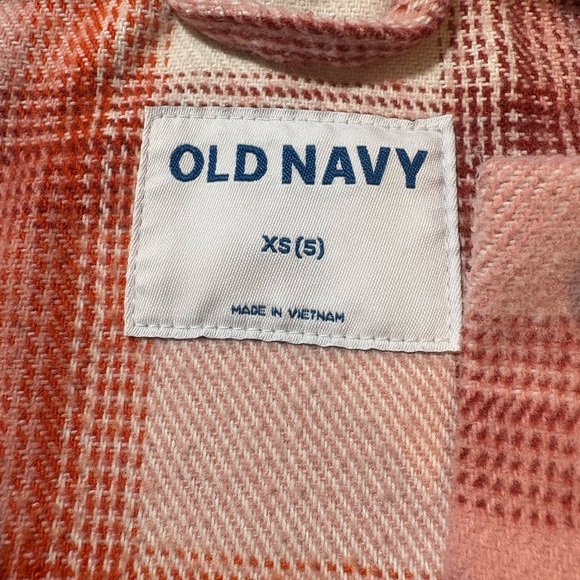 OLD NAVY
XS (5)
MADE IN VIETNAM